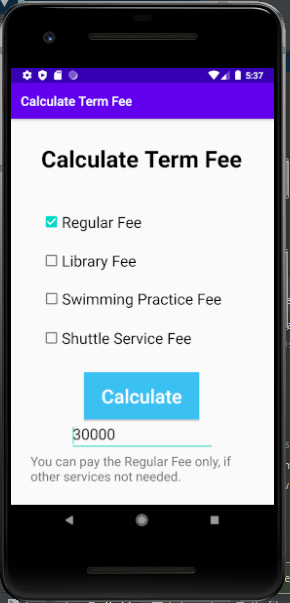 5:37
Calculate Term Fee
Calculate Term Fee
Regular Fee
Library Fee
Swimming Practice Fee
Shuttle Service Fee
Calculate
30000
You can pay the Regular Fee only, if
other services not needed.